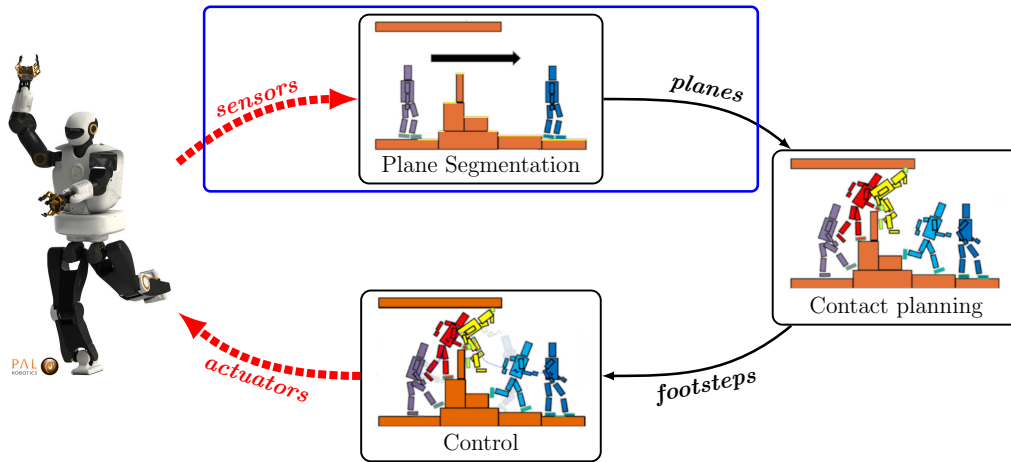 sensors
Plane Segmentation
planes
Contact planning
footsteps
Control
actuators
PAL
ROBOTICS